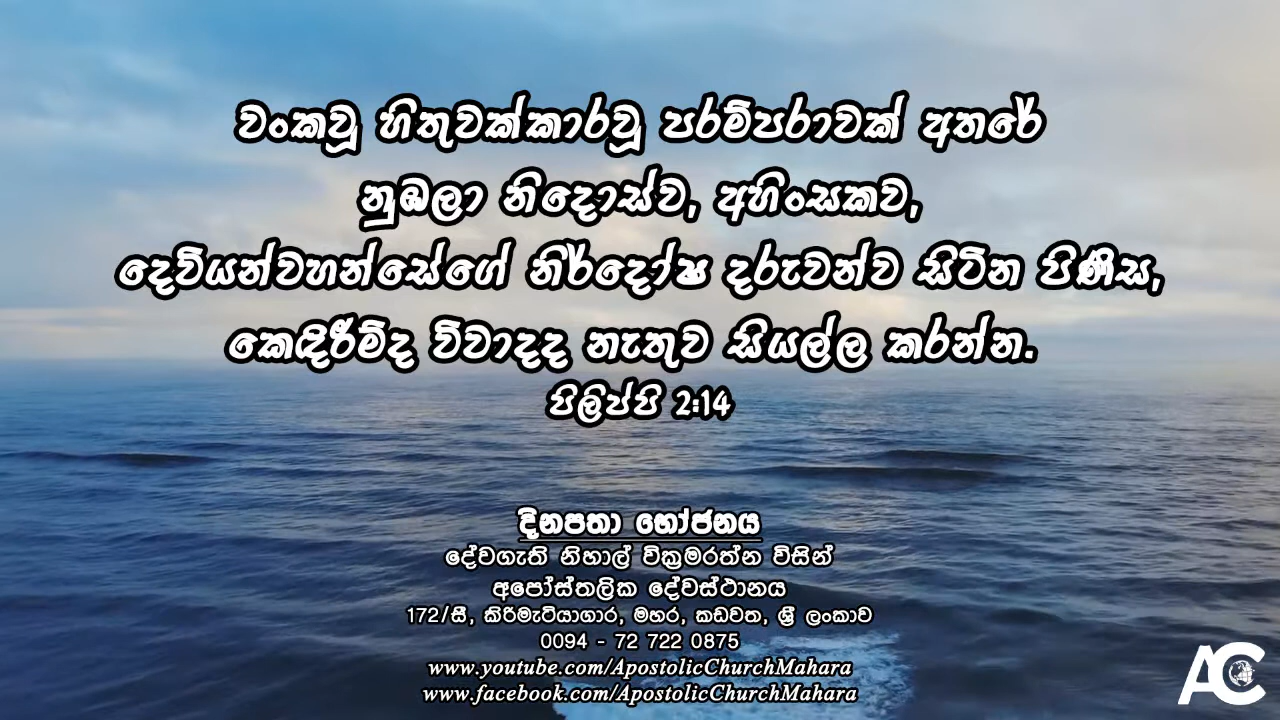 වංකවූ හිතුවක්කාරවූ පරම්පරාවක් අතරේ
නුඹලා නිදොස්ව, අහිංසකව,
දෙවියන්වහන්සේගේ නිර්දෝෂ දරුවන්ව සිටින පිණිස,
කෙඳිරීම්ද විවාදද නැතුව සියල්ල කරන්න.
පිලිප්පි 2:14
දිනපතා භෝජනය
දේවගැති නිහාල් වික්‍රමරත්න විසින්
අපෝස්තලික දේවස්ථානය
172/සී, කිරිමැටියාගාර, මහර, කඩවත, ශ්‍රී ලංකාව
0094 - 72 722 0875
www.youtube.com/ApostolicChurchMahara
www.facebook.com/ApostolicChurchMahara
AC